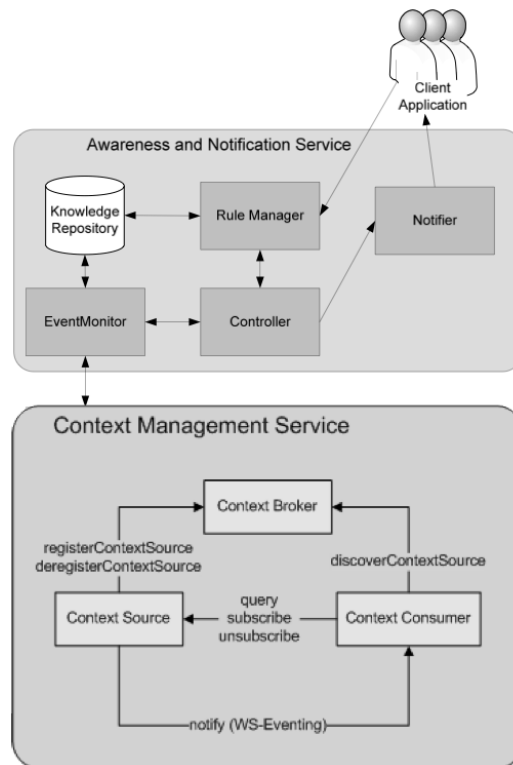 Client
Application
Awareness and Notification Service
Knowledge
Repository
Rule Manager
Notifier
EventMonitor
Controller
Context Management Service
Context Broker
registerContextSource
deregisterContextSource
discoverContextSource
query
subscribe
unsubscribe
Context Source
Context Consumer
notify (WS-Eventing)